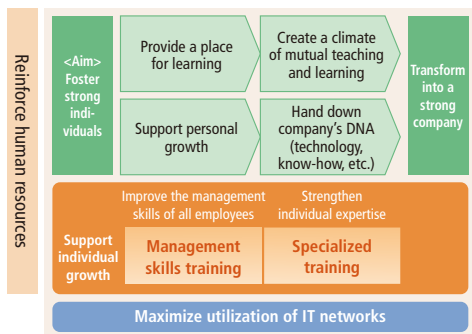 Reinforce human resources
<Aim>
Foster
strong
indi-
viduals
Provide a place
for learning
Create a climate
of mutual teaching
and learning
Support personal
growth
Hand down
company's DNA
(technology,
know-how, etc.)
Transform
into a
strong
company
Support
individual
growth
Improve the management
skills of all employees
Strengthen
individual expertise
Management
skills training
Specialized
training
Maximize utilization of IT networks